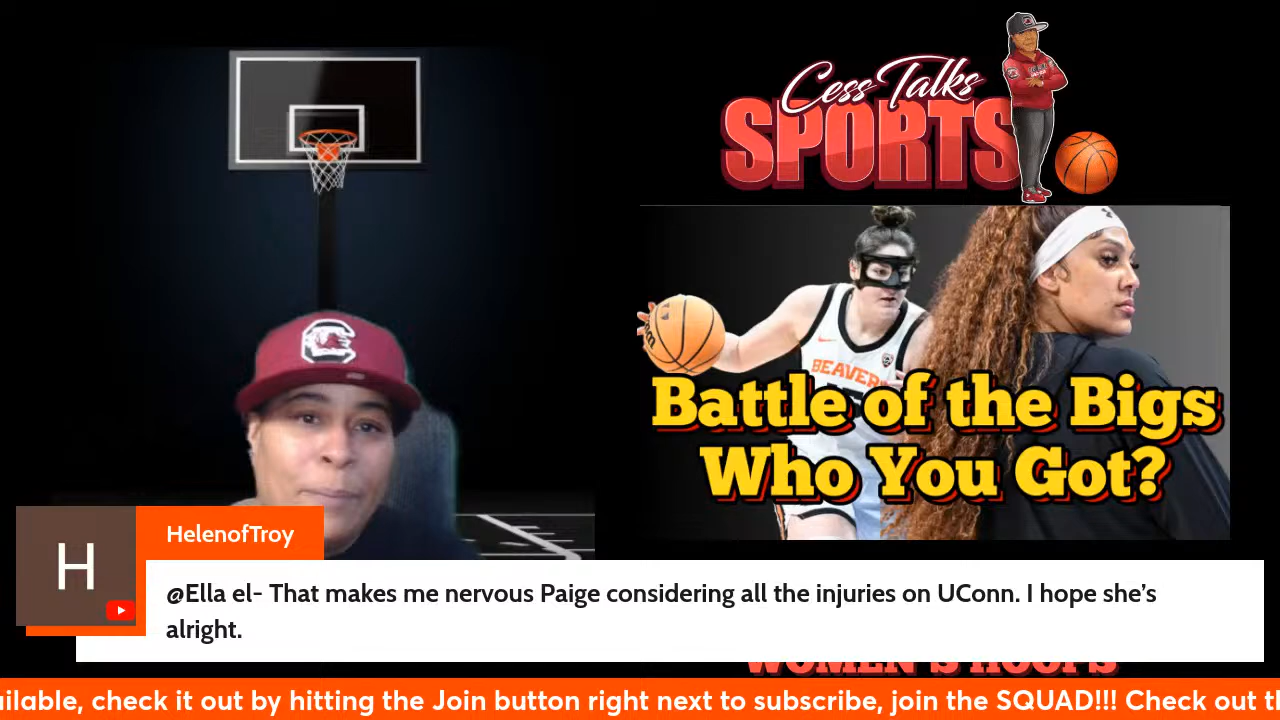 Cess Talks
SPORTS
BEAVERS
Battle of the Bigs
Who You Got?
HelenofTroy
H
@Ella el- That makes me nervous Paige considering all the injuries on UConn. I hope she's
alright.
WOMEN'S HOOPS
ailable, check it out by hitting the Join button right next to subscribe, join the SQUAD!!! Check out t